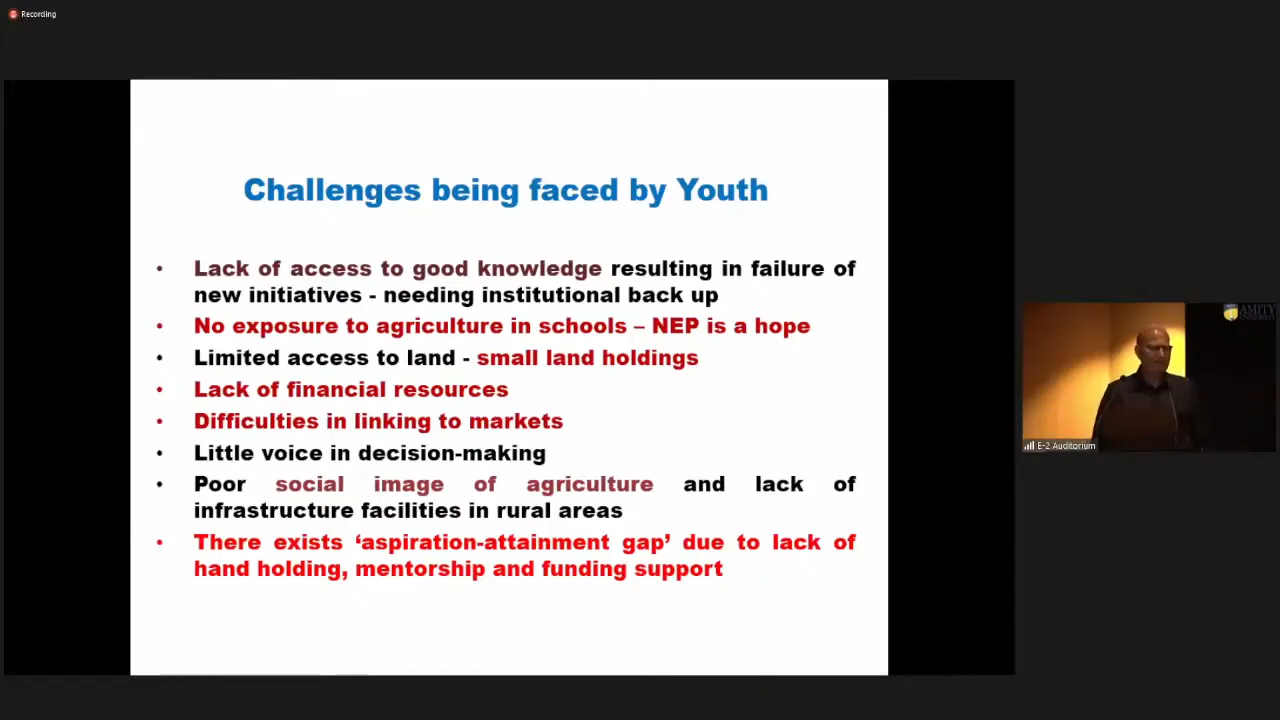 Recording
Challenges being faced by Youth
• Lack of access to good knowledge resulting in failure of
new initiatives - needing institutional back up
• No exposure to agriculture in schools – NEP is a hope
• Limited access to land - small land holdings
• Lack of financial resources
• Difficulties in linking to markets
• Little voice in decision-making
• Poor social image of agriculture and lack of
infrastructure facilities in rural areas
• There exists ‘aspiration-attainment gap’ due to lack of
hand holding, mentorship and funding support
AMITY
UNIVERSITY
E-2 Auditorium